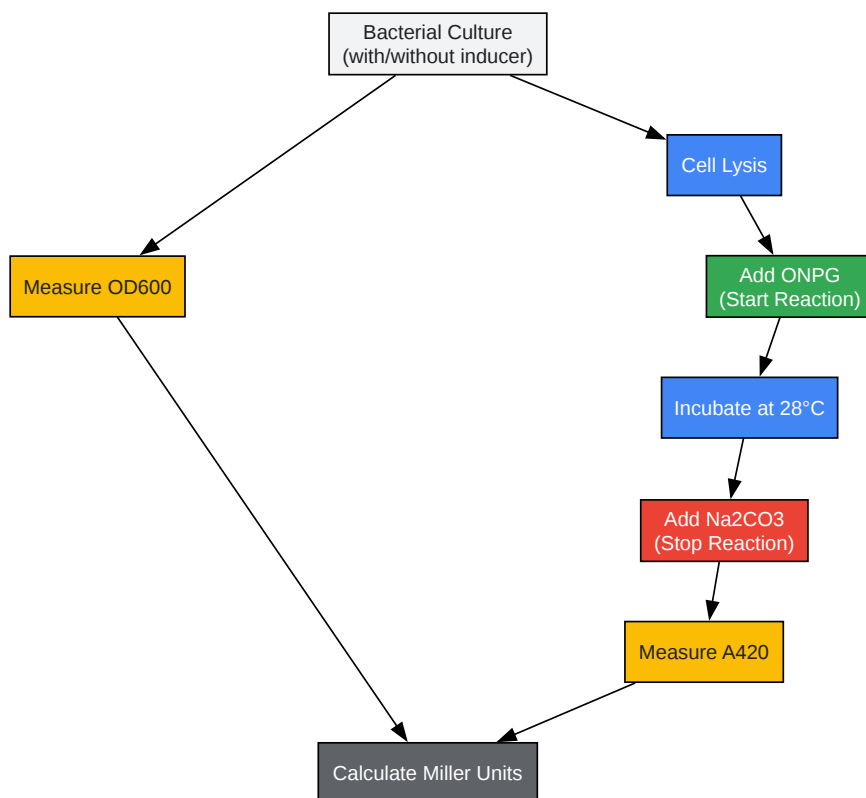 Bacterial Culture
(with/without inducer)
Cell Lysis
Measure OD600
Add ONPG
(Start Reaction)
Incubate at 28°C
Add Na2CO3
(Stop Reaction)
Measure A420
Calculate Miller Units